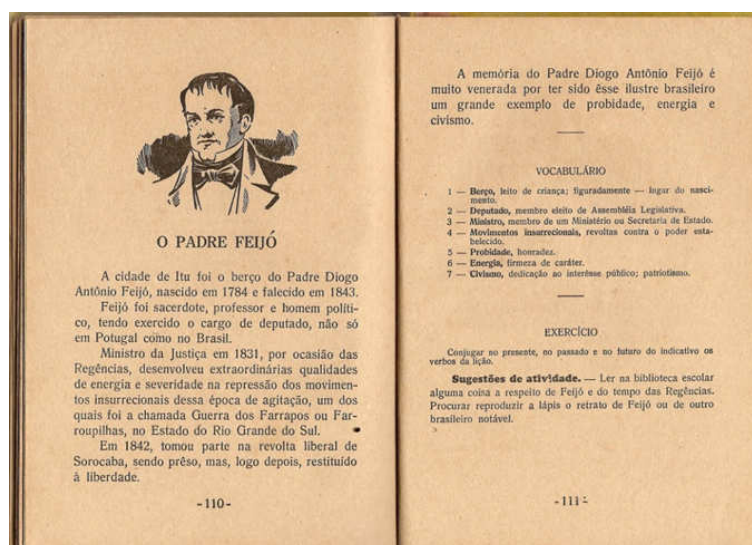 O PADRE FEIJÓ
A cidade de Itu foi o berço do Padre Diogo
Antônio Feijó, nascido em 1784 e falecido em 1843.
Feijó foi sacerdote, professor e homem políti-
co, tendo exercido o cargo de deputado, não só
em Potugal como no Brasil.
Ministro da Justiça em 1831, por ocasião das
Regências, desenvolveu extraordinárias qualidades
de energia e severidade na repressão dos movimen-
tos insurrecionais dessa época de agitação, um dos
quais foi a chamada Guerra dos Farrapos ou Far-
roupilhas, no Estado do Rio Grande do Sul.
Em 1842, tomou parte na revolta liberal de
Sorocaba, sendo prêso, mas, logo depois, restituído
à liberdade.
-110-
A memória do Padre Diogo Antônio Feijó é
muito venerada por ter sido êsse ilustre brasileiro
um grande exemplo de probidade, energia e
civismo.
VOCABULÁRIO
1 — Berço, leito de criança; figuradamente — lugar do nasci-
mento.
2 — Deputado, membro eleito de Assembléia Legislativa.
3 — Ministro, membro de um Ministério ou Secretaria de Estado.
4 — Movimentos insurrecionais, revoltas contra o poder esta-
belecido.
5 — Probidade, honradez.
6 — Energia, firmeza de caráter.
7 — Civismo, dedicação ao interêsse público; patriotismo.
EXERCÍCIO
Conjugar no presente, no passado e no futuro do indicativo os
verbos da lição.
Sugestões de atividade. — Ler na biblioteca escolar
alguma coisa a respeito de Feijó e do tempo das Regências.
Procurar reproduzir a lápis o retrato de Feijó ou de outro
brasileiro notável.
-111-